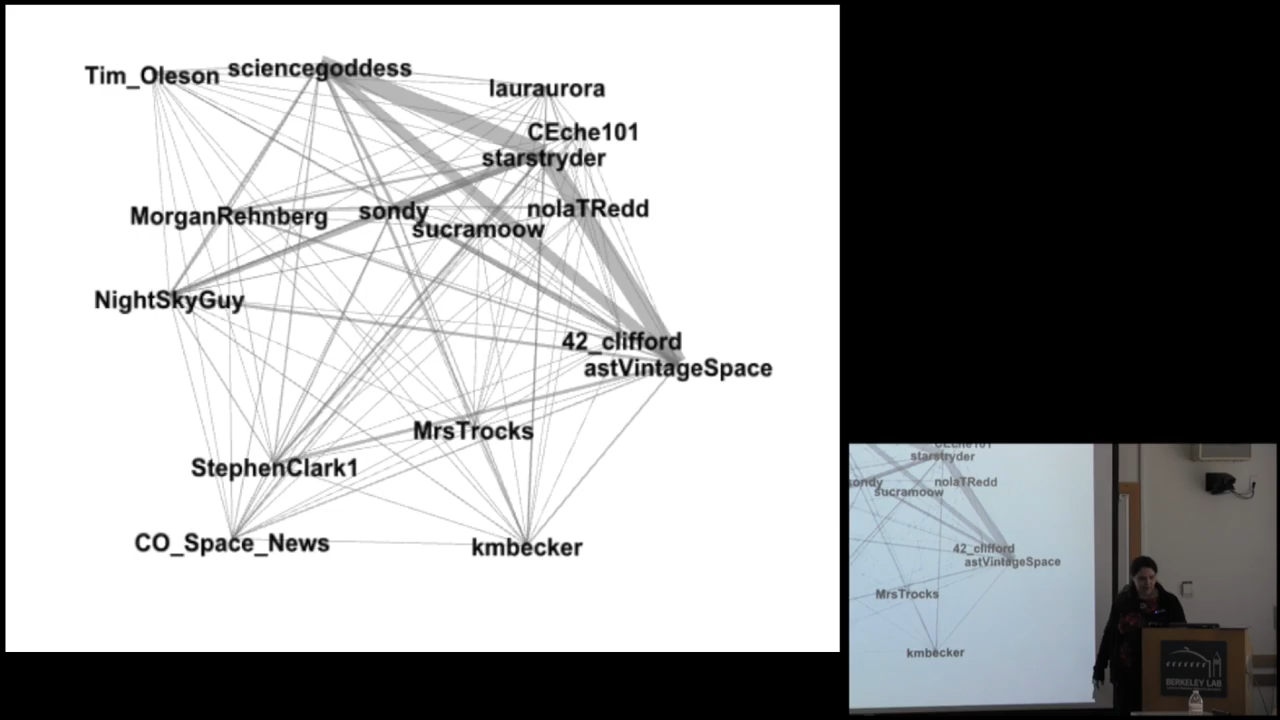 Tim_Oleson
sciencegoddess
lauraurora
CEche101
starstryder
MorganRehnberg
sondy
nolaTRedd
sucramoow
NightSkyGuy
42_clifford
astVintageSpace
MrsTrocks
StephenClark1
CO_Space_News
kmbecker
CEche101
starstryder
sondy
nolaTRedd
sucramoow
42_clifford
astVintageSpace
MrsTrocks
kmbecker
BERKELEY LAB